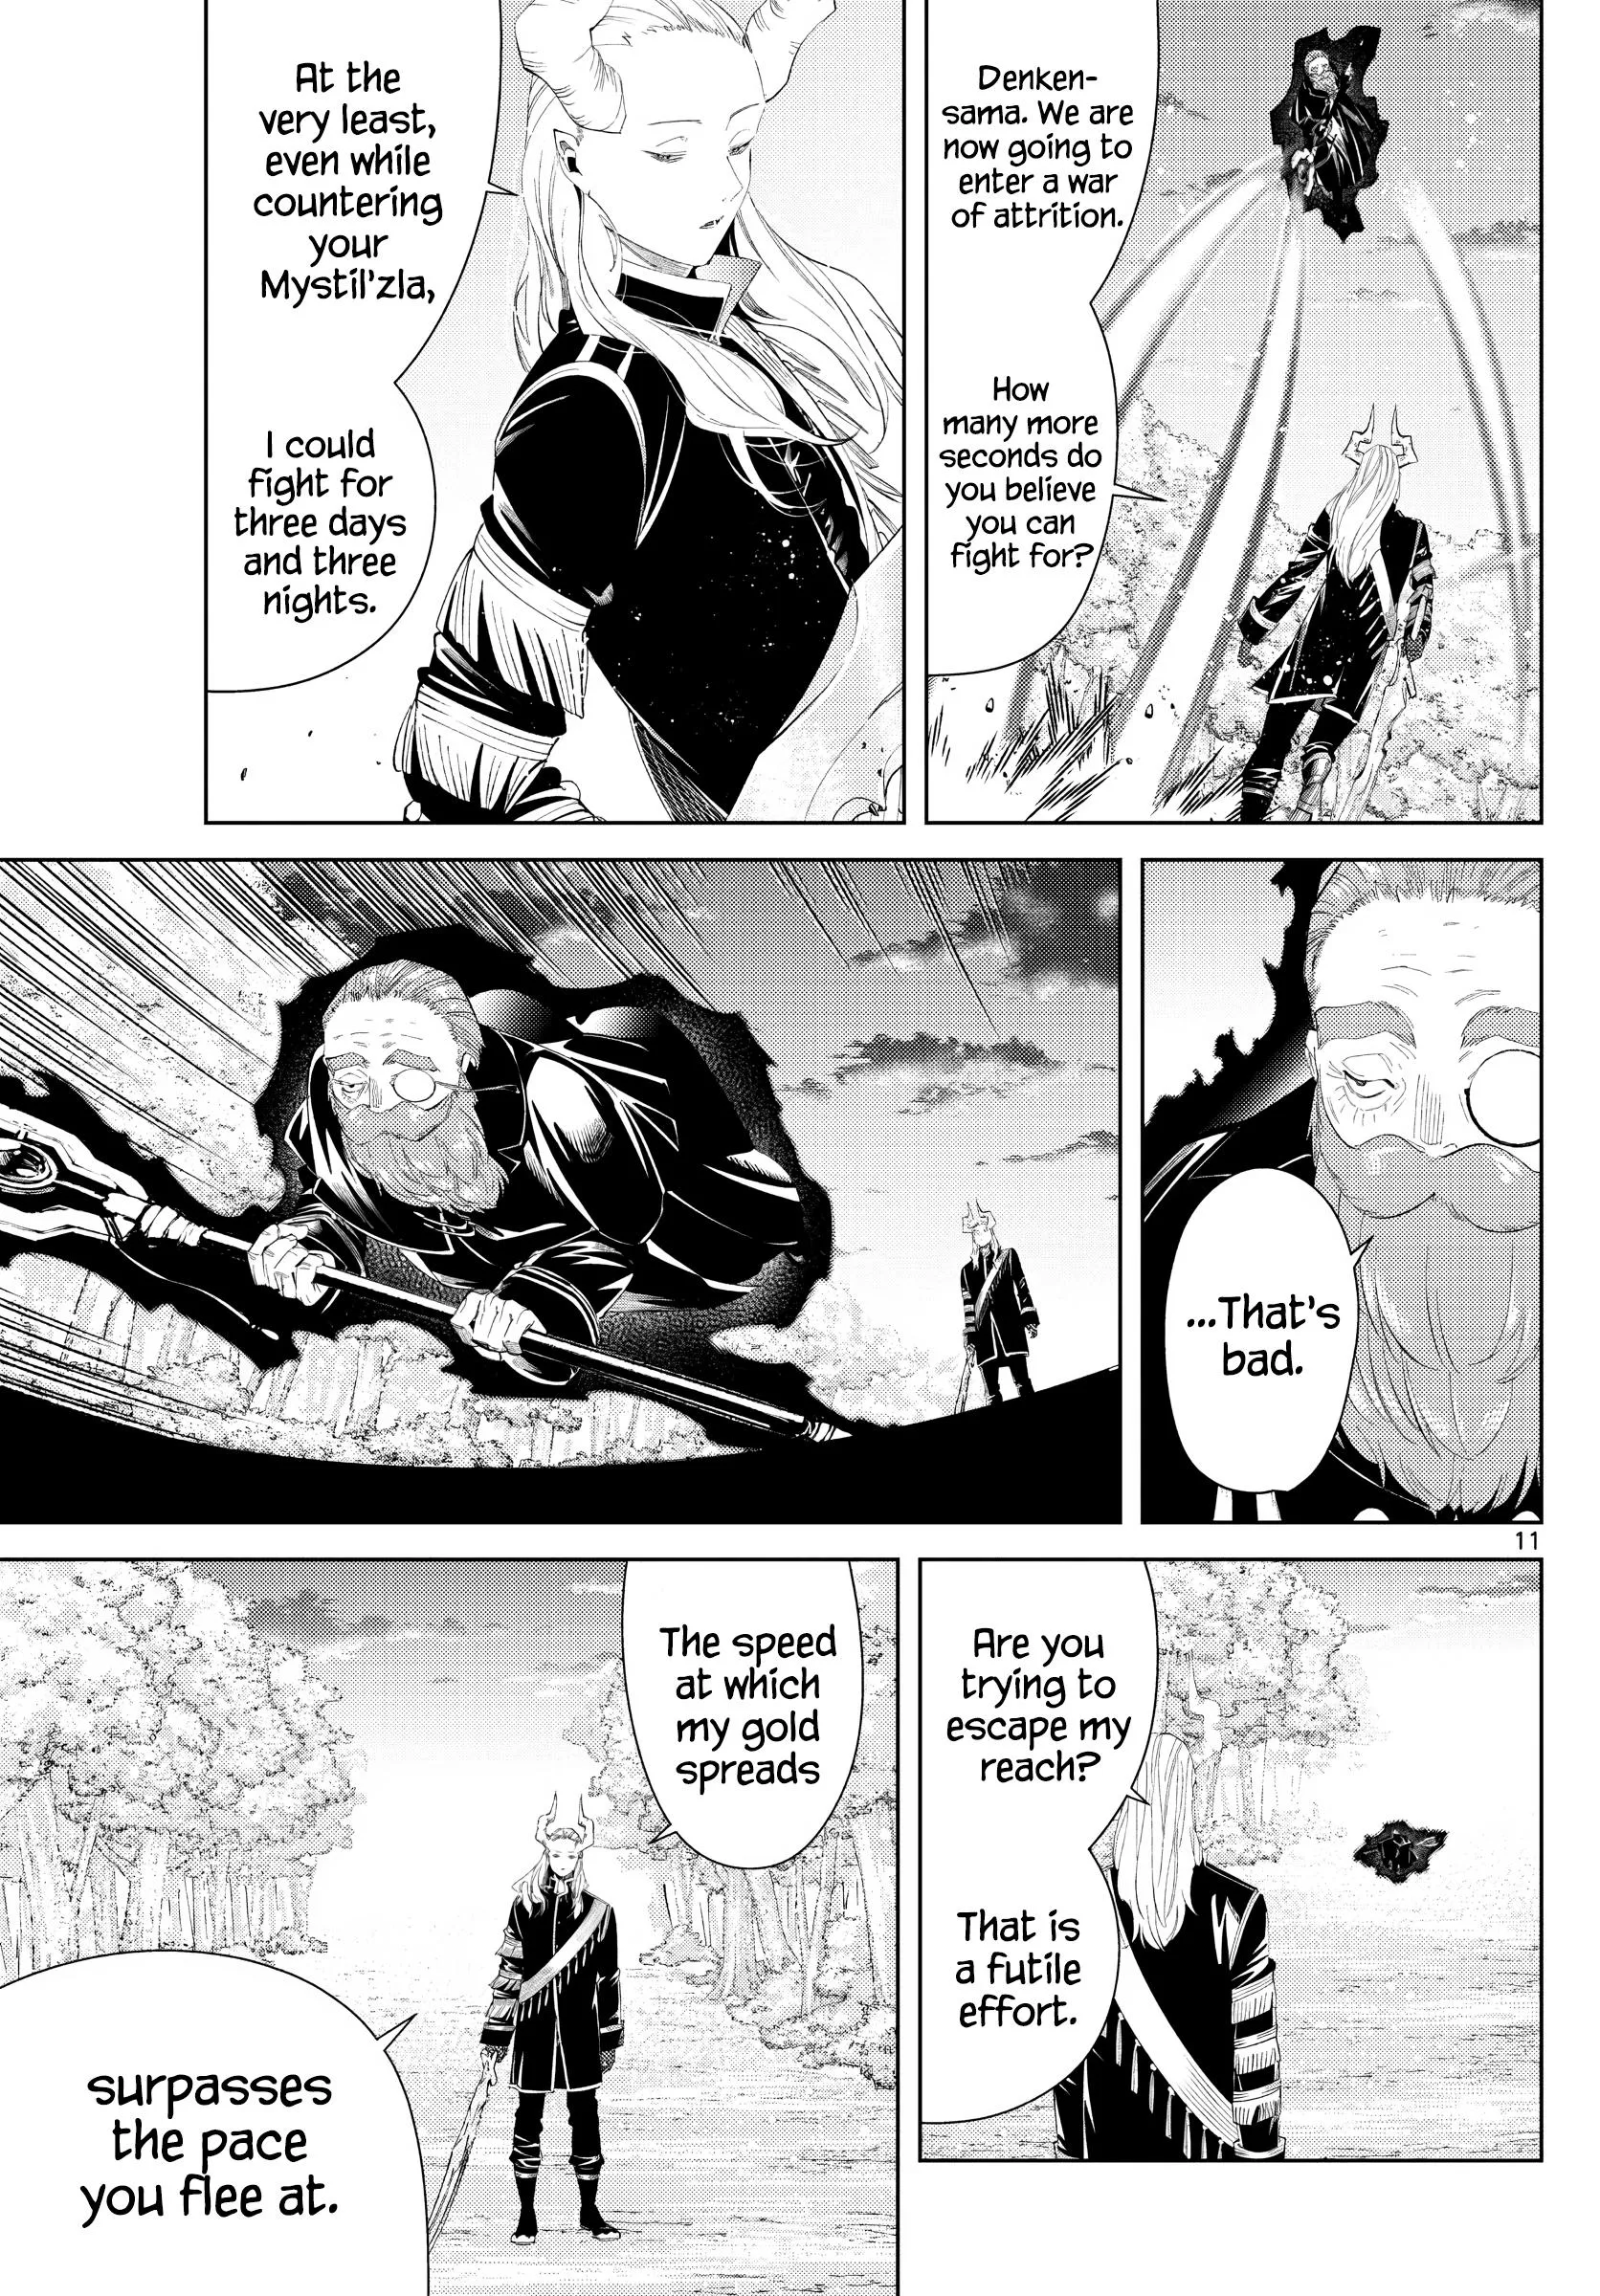 Denken-
sama. We are
now going to
enter a war
of attrition.
How
many more
seconds do
you believe
you can
fight for?
At the
very least,
even while
countering
your
Mystil'zla,
I could
fight for
three days
and three
nights.
...That's
bad.
11
Are you
trying to
escape my
reach?
That is
a futile
effort.
The speed
at which
my gold
spreads
surpasses
the pace
you flee at.